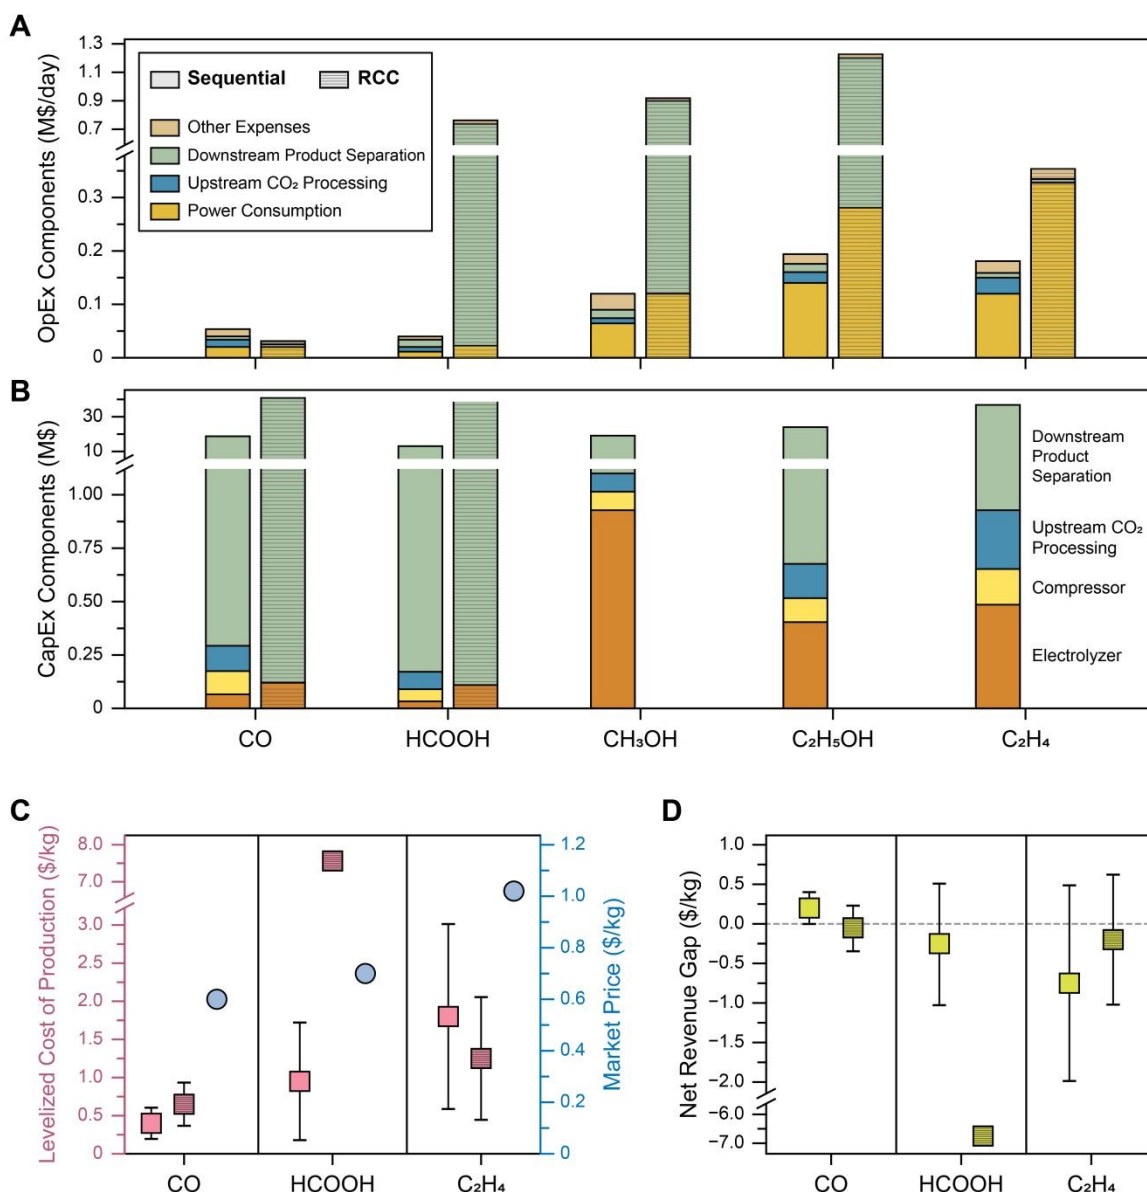 A
OpEx Components (M$/day)
1.3
1.1
0.9
0.7
0.3
0.2
0.1
0
Sequential
RCC
Other Expenses
Downstream Product Separation
Upstream CO₂ Processing
Power Consumption
B
CapEx Components (M$)
30
10
1.00
0.75
0.50
0.25
0
Downstream
Product
Separation
Upstream CO₂
Processing
Compressor
Electrolyzer
CO
HCOOH
CH₃OH
C₂H₅OH
C₂H₄
C
Levelized Cost of Production ($/kg)
8.0
7.0
3.0
2.5
2.0
1.5
1.0
0.5
0
Market Price ($/kg)
1.2
1.0
0.8
0.6
0.4
0.2
0
CO
HCOOH
C₂H₄
D
Net Revenue Gap ($/kg)
1.0
0.5
0.0
−0.5
−1.0
−1.5
−2.0
−6.0
−7.0
CO
HCOOH
C₂H₄